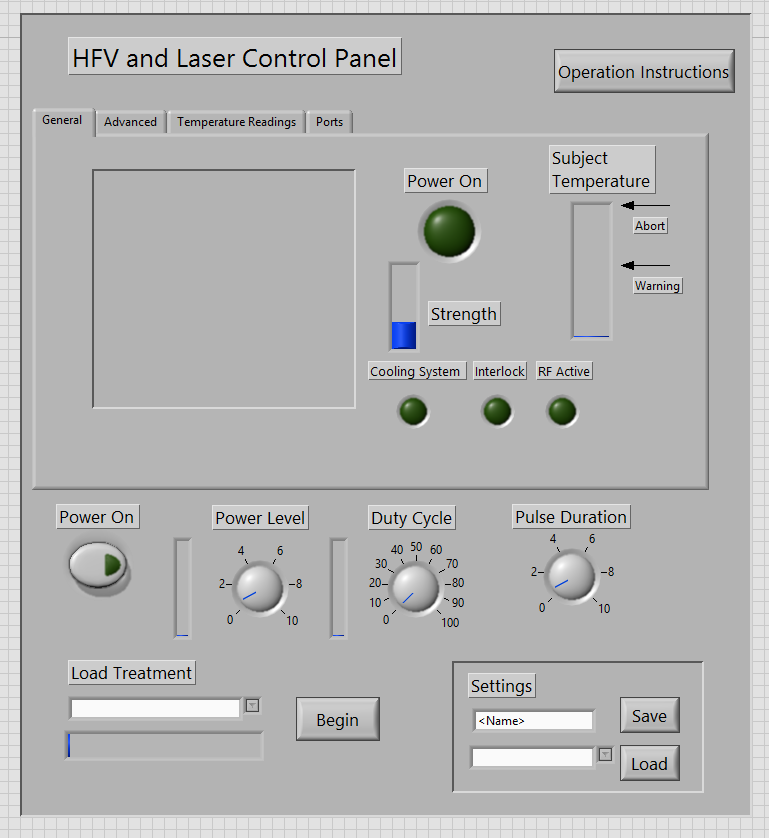 HFV and Laser Control Panel
Operation Instructions
General
Advanced
Temperature Readings
Ports
Power On
Subject
Temperature
Abort
Warning
Strength
Cooling System
Interlock
RF Active
Power On
Power Level
0
2
4
6
8
10
Duty Cycle
0
10
20
30
40
50
60
70
80
90
100
Pulse Duration
0
2
4
6
8
10
Load Treatment
Begin
Settings
<Name>
Save
Load